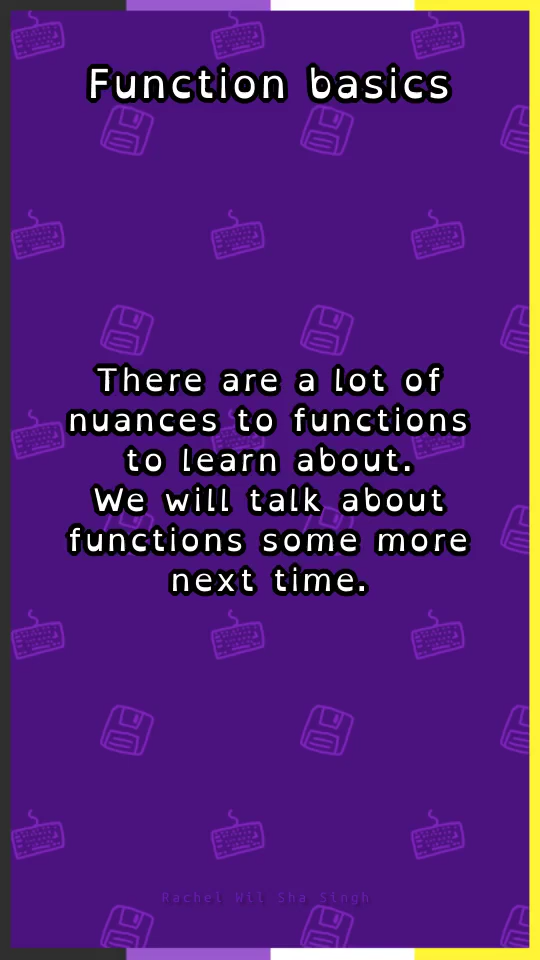 Function basics
There are a lot of
nuances to functions
to learn about.
We will talk about
functions some more
next time.
Rachel Wil Sha Singh